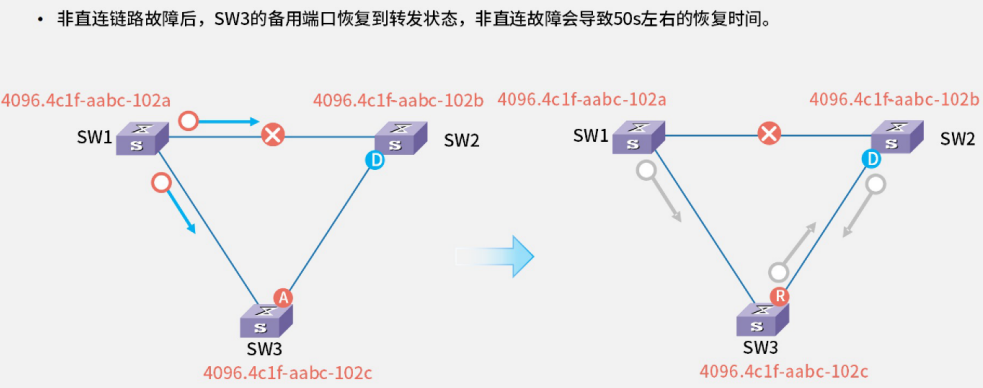 • 非直连链路故障后，SW3的备用端口恢复到转发状态，非直连故障会导致50s左右的恢复时间。
4096.4c1f-aabc-102a
4096.4c1f-aabc-102b
SW1
SW2
S
S
D
A
S
SW3
4096.4c1f-aabc-102c
4096.4c1f-aabc-102a
4096.4c1f-aabc-102b
SW1
SW2
S
S
D
R
S
SW3
4096.4c1f-aabc-102c